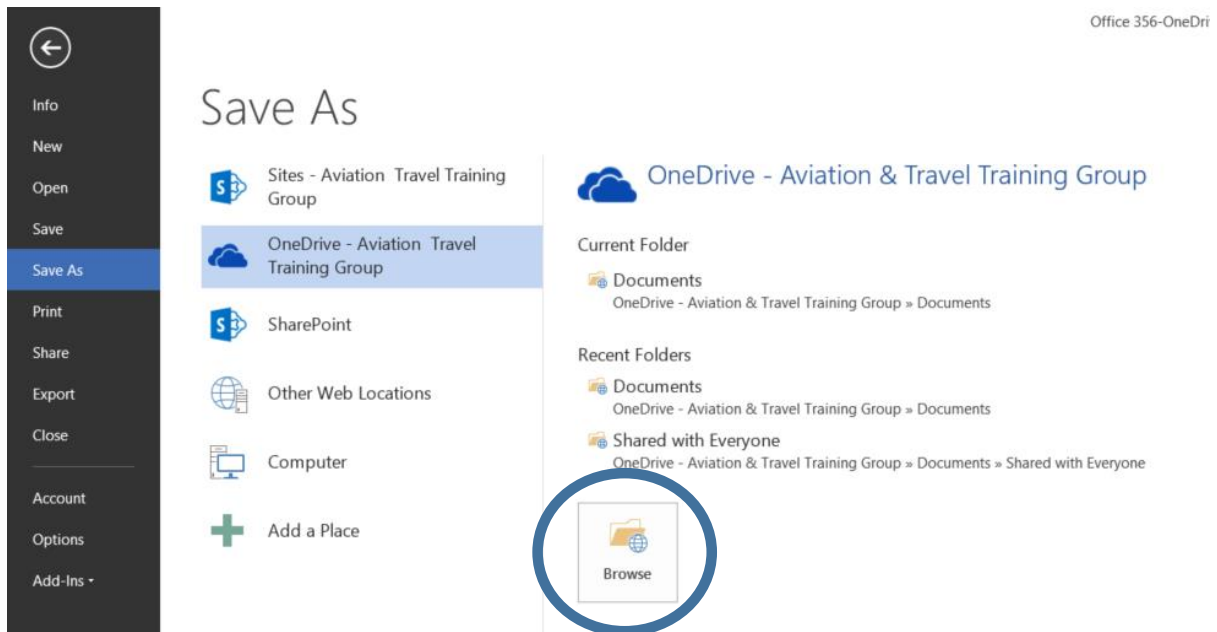 Office 356-OneDri
Info
New
Open
Save
Save As
Print
Share
Export
Close
Account
Options
Add-Ins
Save As
Sites - Aviation Travel Training
Group
OneDrive - Aviation Travel
Training Group
SharePoint
Other Web Locations
Computer
Add a Place
OneDrive - Aviation & Travel Training Group
Current Folder
Documents
OneDrive - Aviation & Travel Training Group » Documents
Recent Folders
Documents
OneDrive - Aviation & Travel Training Group » Documents
Shared with Everyone
OneDrive - Aviation & Travel Training Group » Documents » Shared with Everyone
Browse